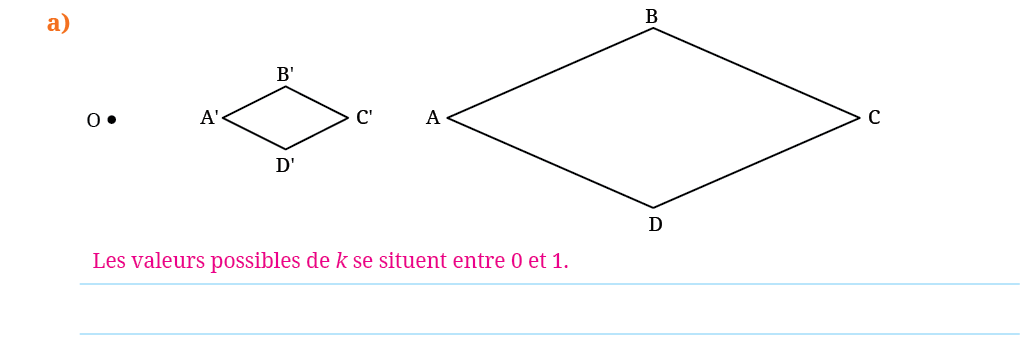 a)
B
B'
O
A'
C'
A
C
D'
D
Les valeurs possibles de k se situent entre 0 et 1.